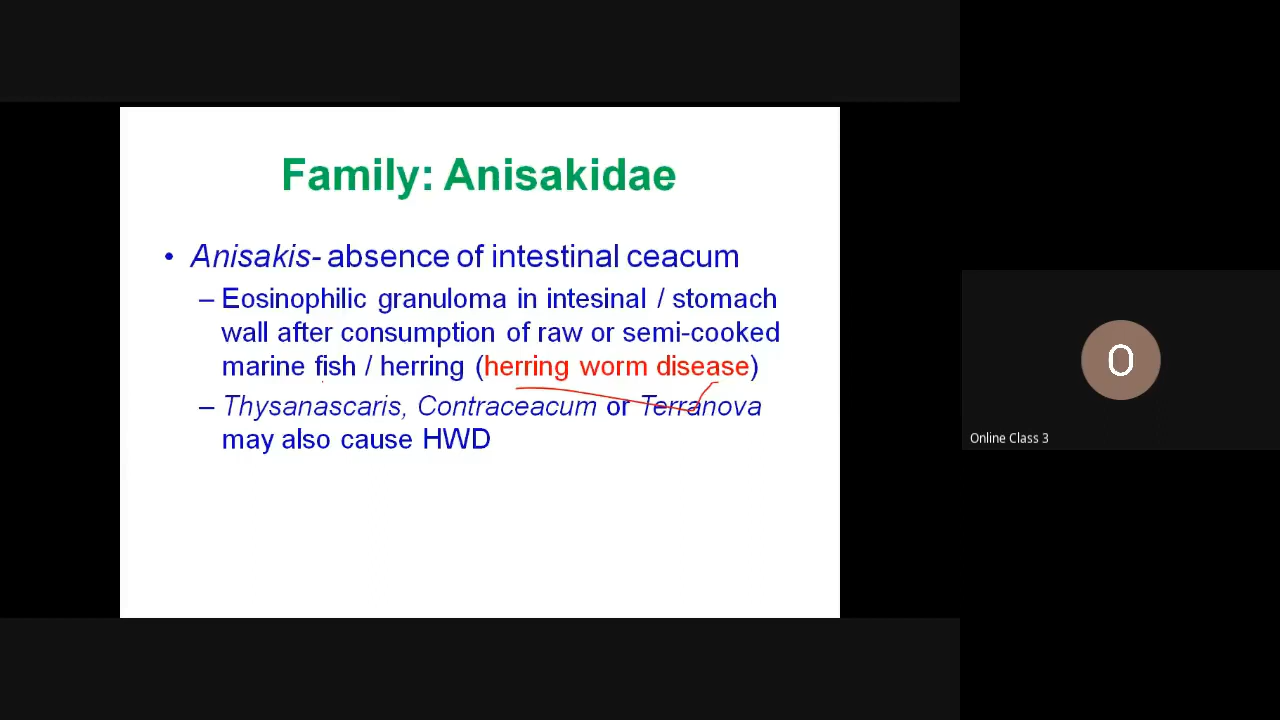 Family: Anisakidae
• Anisakis- absence of intestinal ceacum
– Eosinophilic granuloma in intesinal / stomach
wall after consumption of raw or semi-cooked
marine fish / herring (herring worm disease)
– Thysanascaris, Contraceacum or Terranova
may also cause HWD
O
Online Class 3